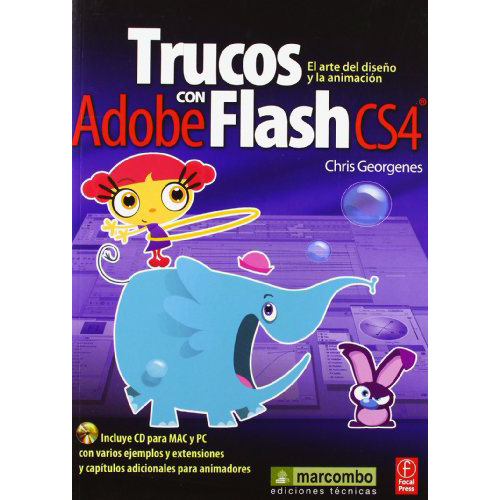 Trucos
El arte del diseño
y la animación
CON
Adobe Flash CS4®
Chris Georgenes
Incluye CD para MAC y PC
con varios ejemplos y extensiones
y capítulos adicionales para animadores
marcombo
ediciones técnicas
Focal
Press